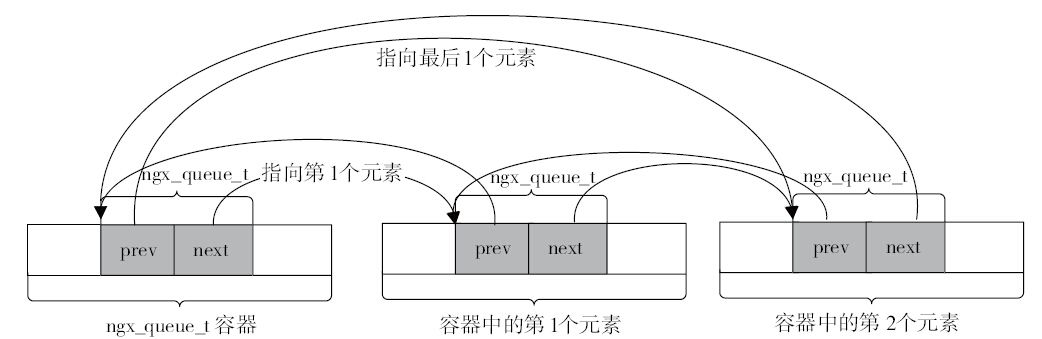 指向最后1个元素
ngx_queue_t
指向第1个元素
ngx_queue_t
ngx_queue_t
prev next
prev next
prev next
ngx_queue_t 容器
容器中的第1个元素
容器中的第2个元素